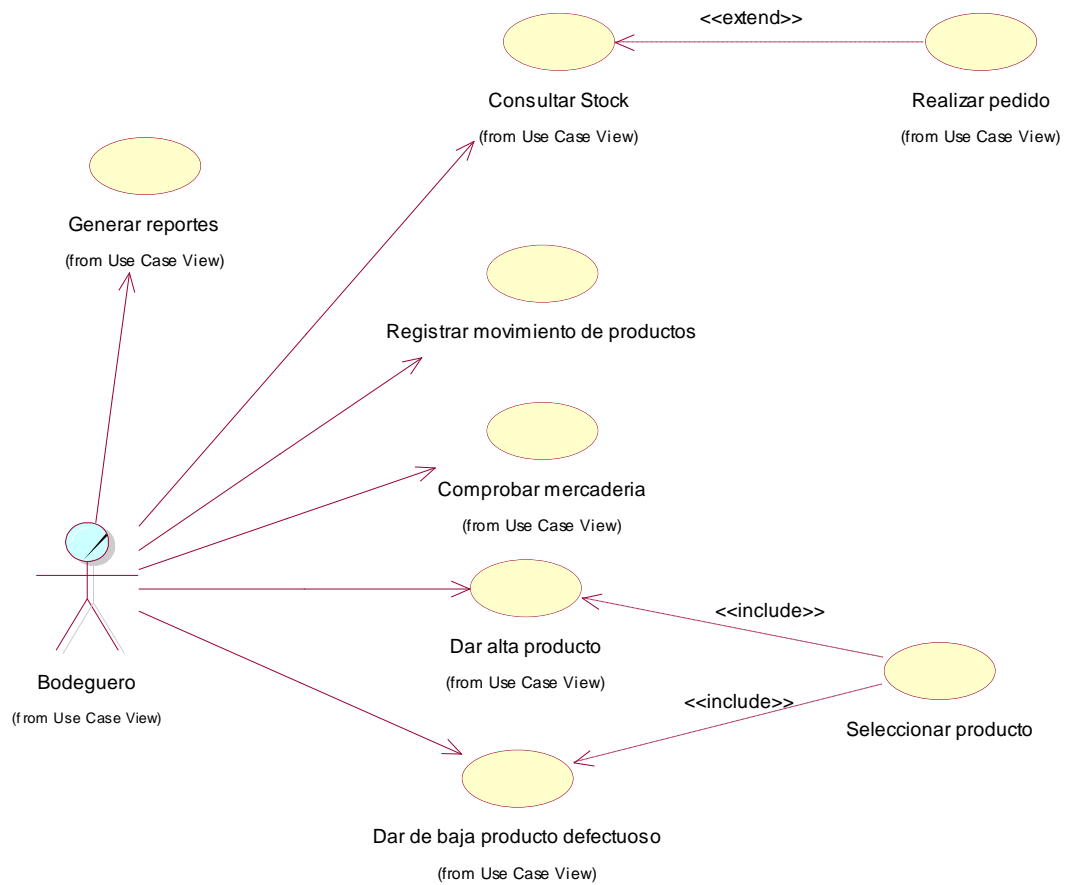 <<extend>>
Consultar Stock
(from Use Case View)
Realizar pedido
(from Use Case View)
Generar reportes
(from Use Case View)
Registrar movimiento de productos
Comprobar mercaderia
(from Use Case View)
<<include>>
Dar alta producto
(from Use Case View)
Bodeguero
(from Use Case View)
<<include>>
Seleccionar producto
Dar de baja producto defectuoso
(from Use Case View)